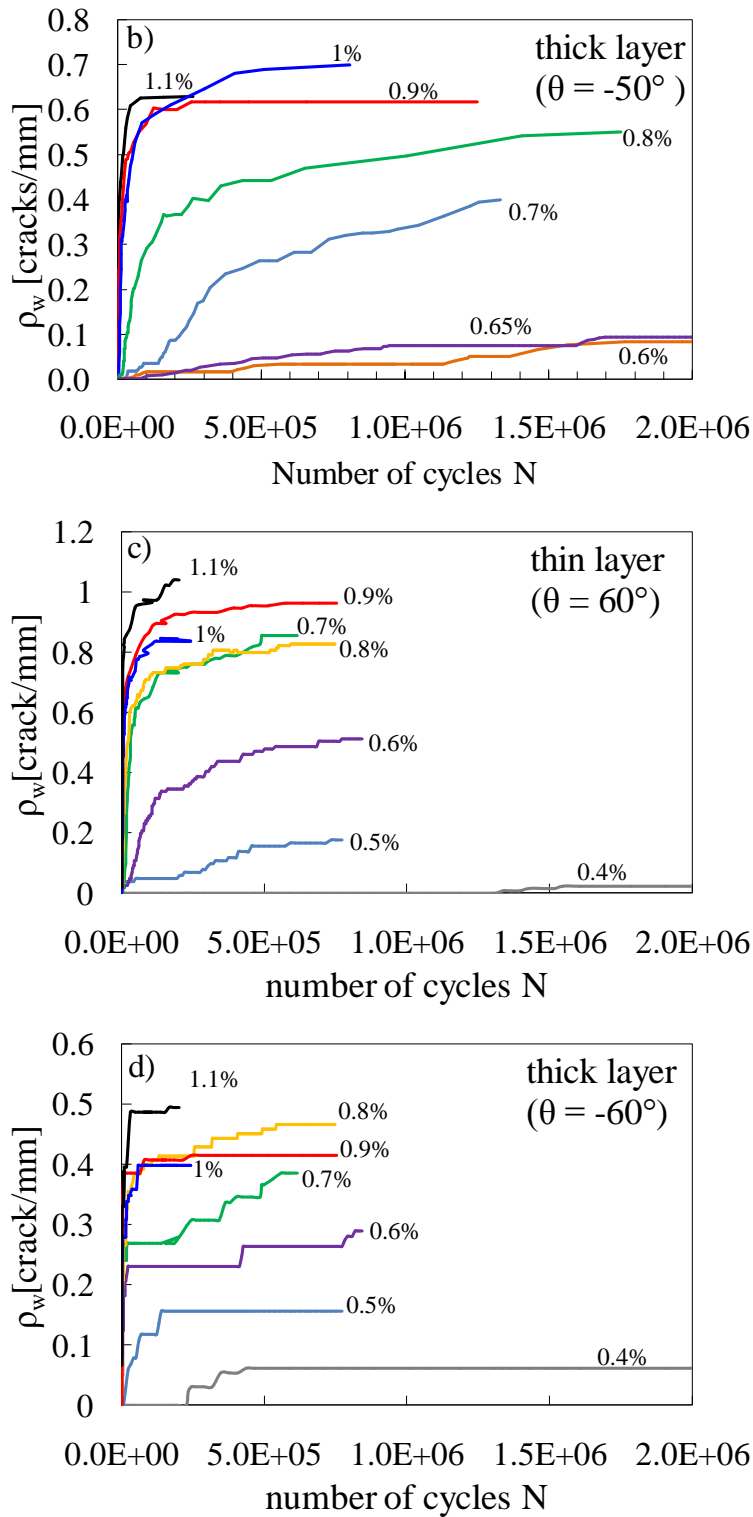 b)
thick layer
(θ = -50° )
1%
1.1%
0.9%
0.8%
0.7%
0.65%
0.6%
ρw [cracks/mm]
0.8
0.7
0.6
0.5
0.4
0.3
0.2
0.1
0.0
0.0E+00 5.0E+05 1.0E+06 1.5E+06 2.0E+06
Number of cycles N
c)
thin layer
(θ = 60°)
1.1%
0.9%
1%
0.7%
0.8%
0.6%
0.5%
0.4%
ρw[crack/mm]
1.2
1
0.8
0.6
0.4
0.2
0
0.0E+00 5.0E+05 1.0E+06 1.5E+06 2.0E+06
number of cycles N
d)
thick layer
(θ = -60°)
1.1%
0.8%
0.9%
1%
0.7%
0.6%
0.5%
0.4%
ρw[crack/mm]
0.6
0.5
0.4
0.3
0.2
0.1
0
0.0E+00 5.0E+05 1.0E+06 1.5E+06 2.0E+06
number of cycles N